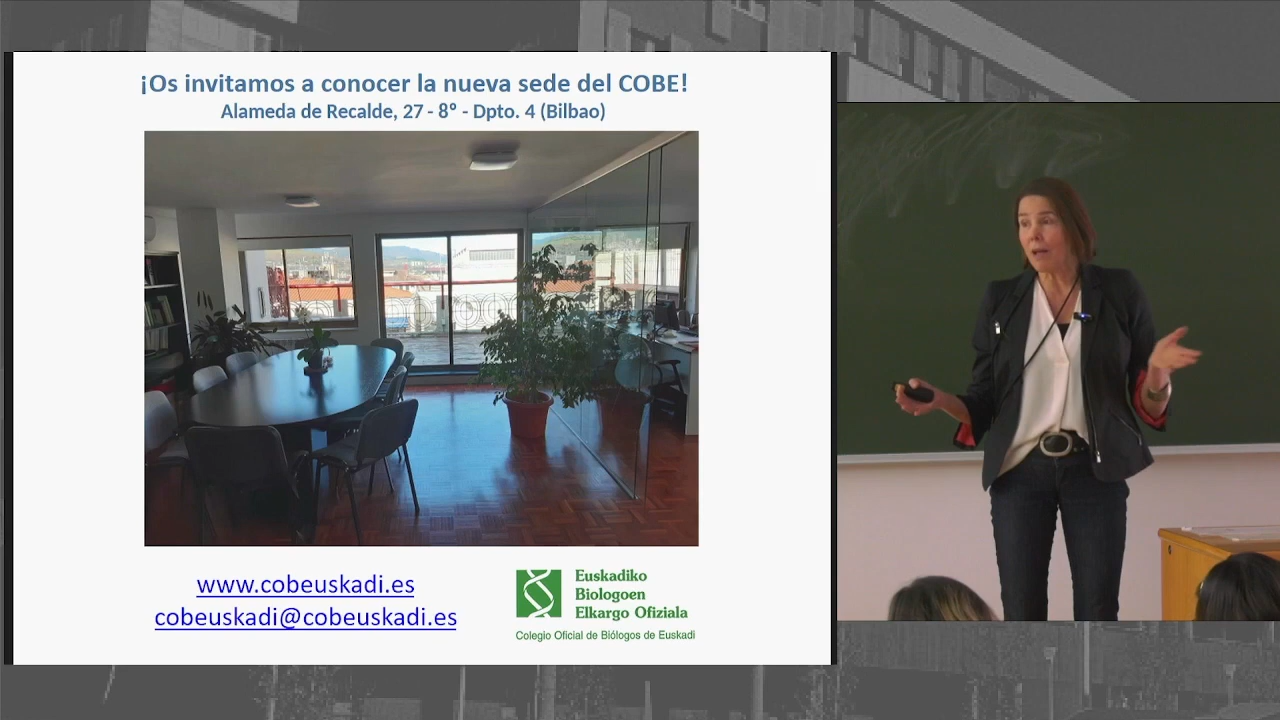 ¡Os invitamos a conocer la nueva sede del COBE!
Alameda de Recalde, 27 - 8º - Dpto. 4 (Bilbao)
www.cobeuskadi.es
cobeuskadi@cobeuskadi.es
Euskadiko
Biologoen
Elkargo Ofiziala
Colegio Oficial de Biólogos de Euskadi